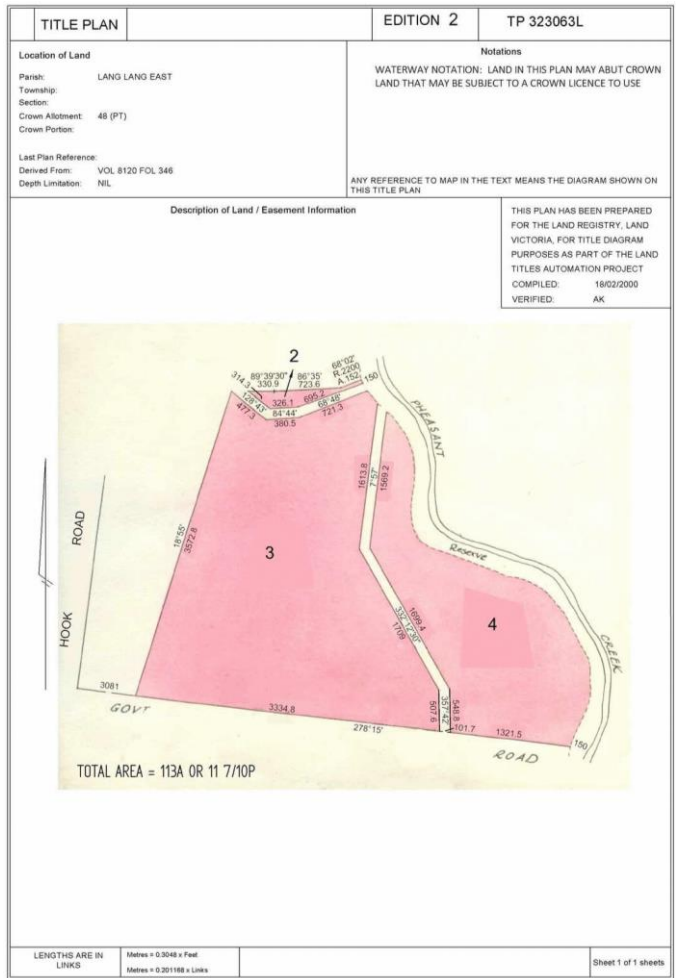 TITLE PLAN
EDITION 2
TP 323063L
Location of Land
Parish: LANG LANG EAST
Township:
Section:
Crown Allotment: 48 (PT)
Crown Portion:
Last Plan Reference:
Derived From: VOL 8120 FOL 346
Depth Limitation: NIL
Notations
WATERWAY NOTATION: LAND IN THIS PLAN MAY ABUT CROWN
LAND THAT MAY BE SUBJECT TO A CROWN LICENCE TO USE
ANY REFERENCE TO MAP IN THE TEXT MEANS THE DIAGRAM SHOWN ON
THIS TITLE PLAN
Description of Land / Easement Information
THIS PLAN HAS BEEN PREPARED
FOR THE LAND REGISTRY, LAND
VICTORIA, FOR TITLE DIAGRAM
PURPOSES AS PART OF THE LAND
TITLES AUTOMATION PROJECT
COMPILED: 18/02/2000
VERIFIED: AK
2
68°02'
R.2200
A.152
150
314.3
89°39'30"
330.9
86°35'
723.6
128°43'
477.3
326.1
695.2
84°44'
380.5
68°48'
721.3
PHEASANT
1613.8
7°57'
1569.2
HOOK ROAD
18°55'
3572.8
3
Reserve
4
1699.4
332°12'30"
1709
CREEK
507.6
357°42'
548.8
3081
GOVT
3334.8
278°15'
101.7
1321.5
150
ROAD
TOTAL AREA = 113A OR 11 7/10P
LENGTHS ARE IN
LINKS
Metres = 0.3048 x Feet
Metres = 0.201168 x Links
Sheet 1 of 1 sheets